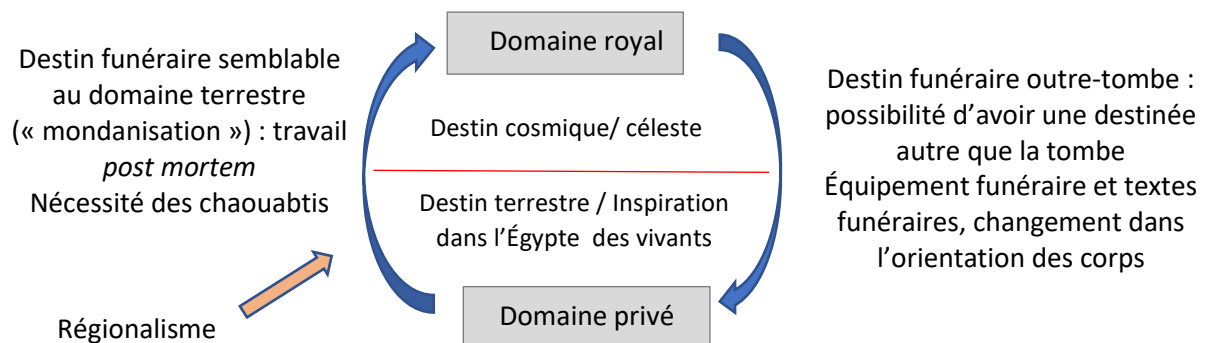 Destin funéraire semblable
au domaine terrestre
(« mondanisation ») : travail
post mortem
Nécessité des chaouabtis
Régionalisme
Domaine royal
Destin cosmique/ céleste
Destin terrestre / Inspiration
dans l’Égypte des vivants
Domaine privé
Destin funéraire outre-tombe :
possibilité d’avoir une destinée
autre que la tombe
Équipement funéraire et textes
funéraires, changement dans
l’orientation des corps